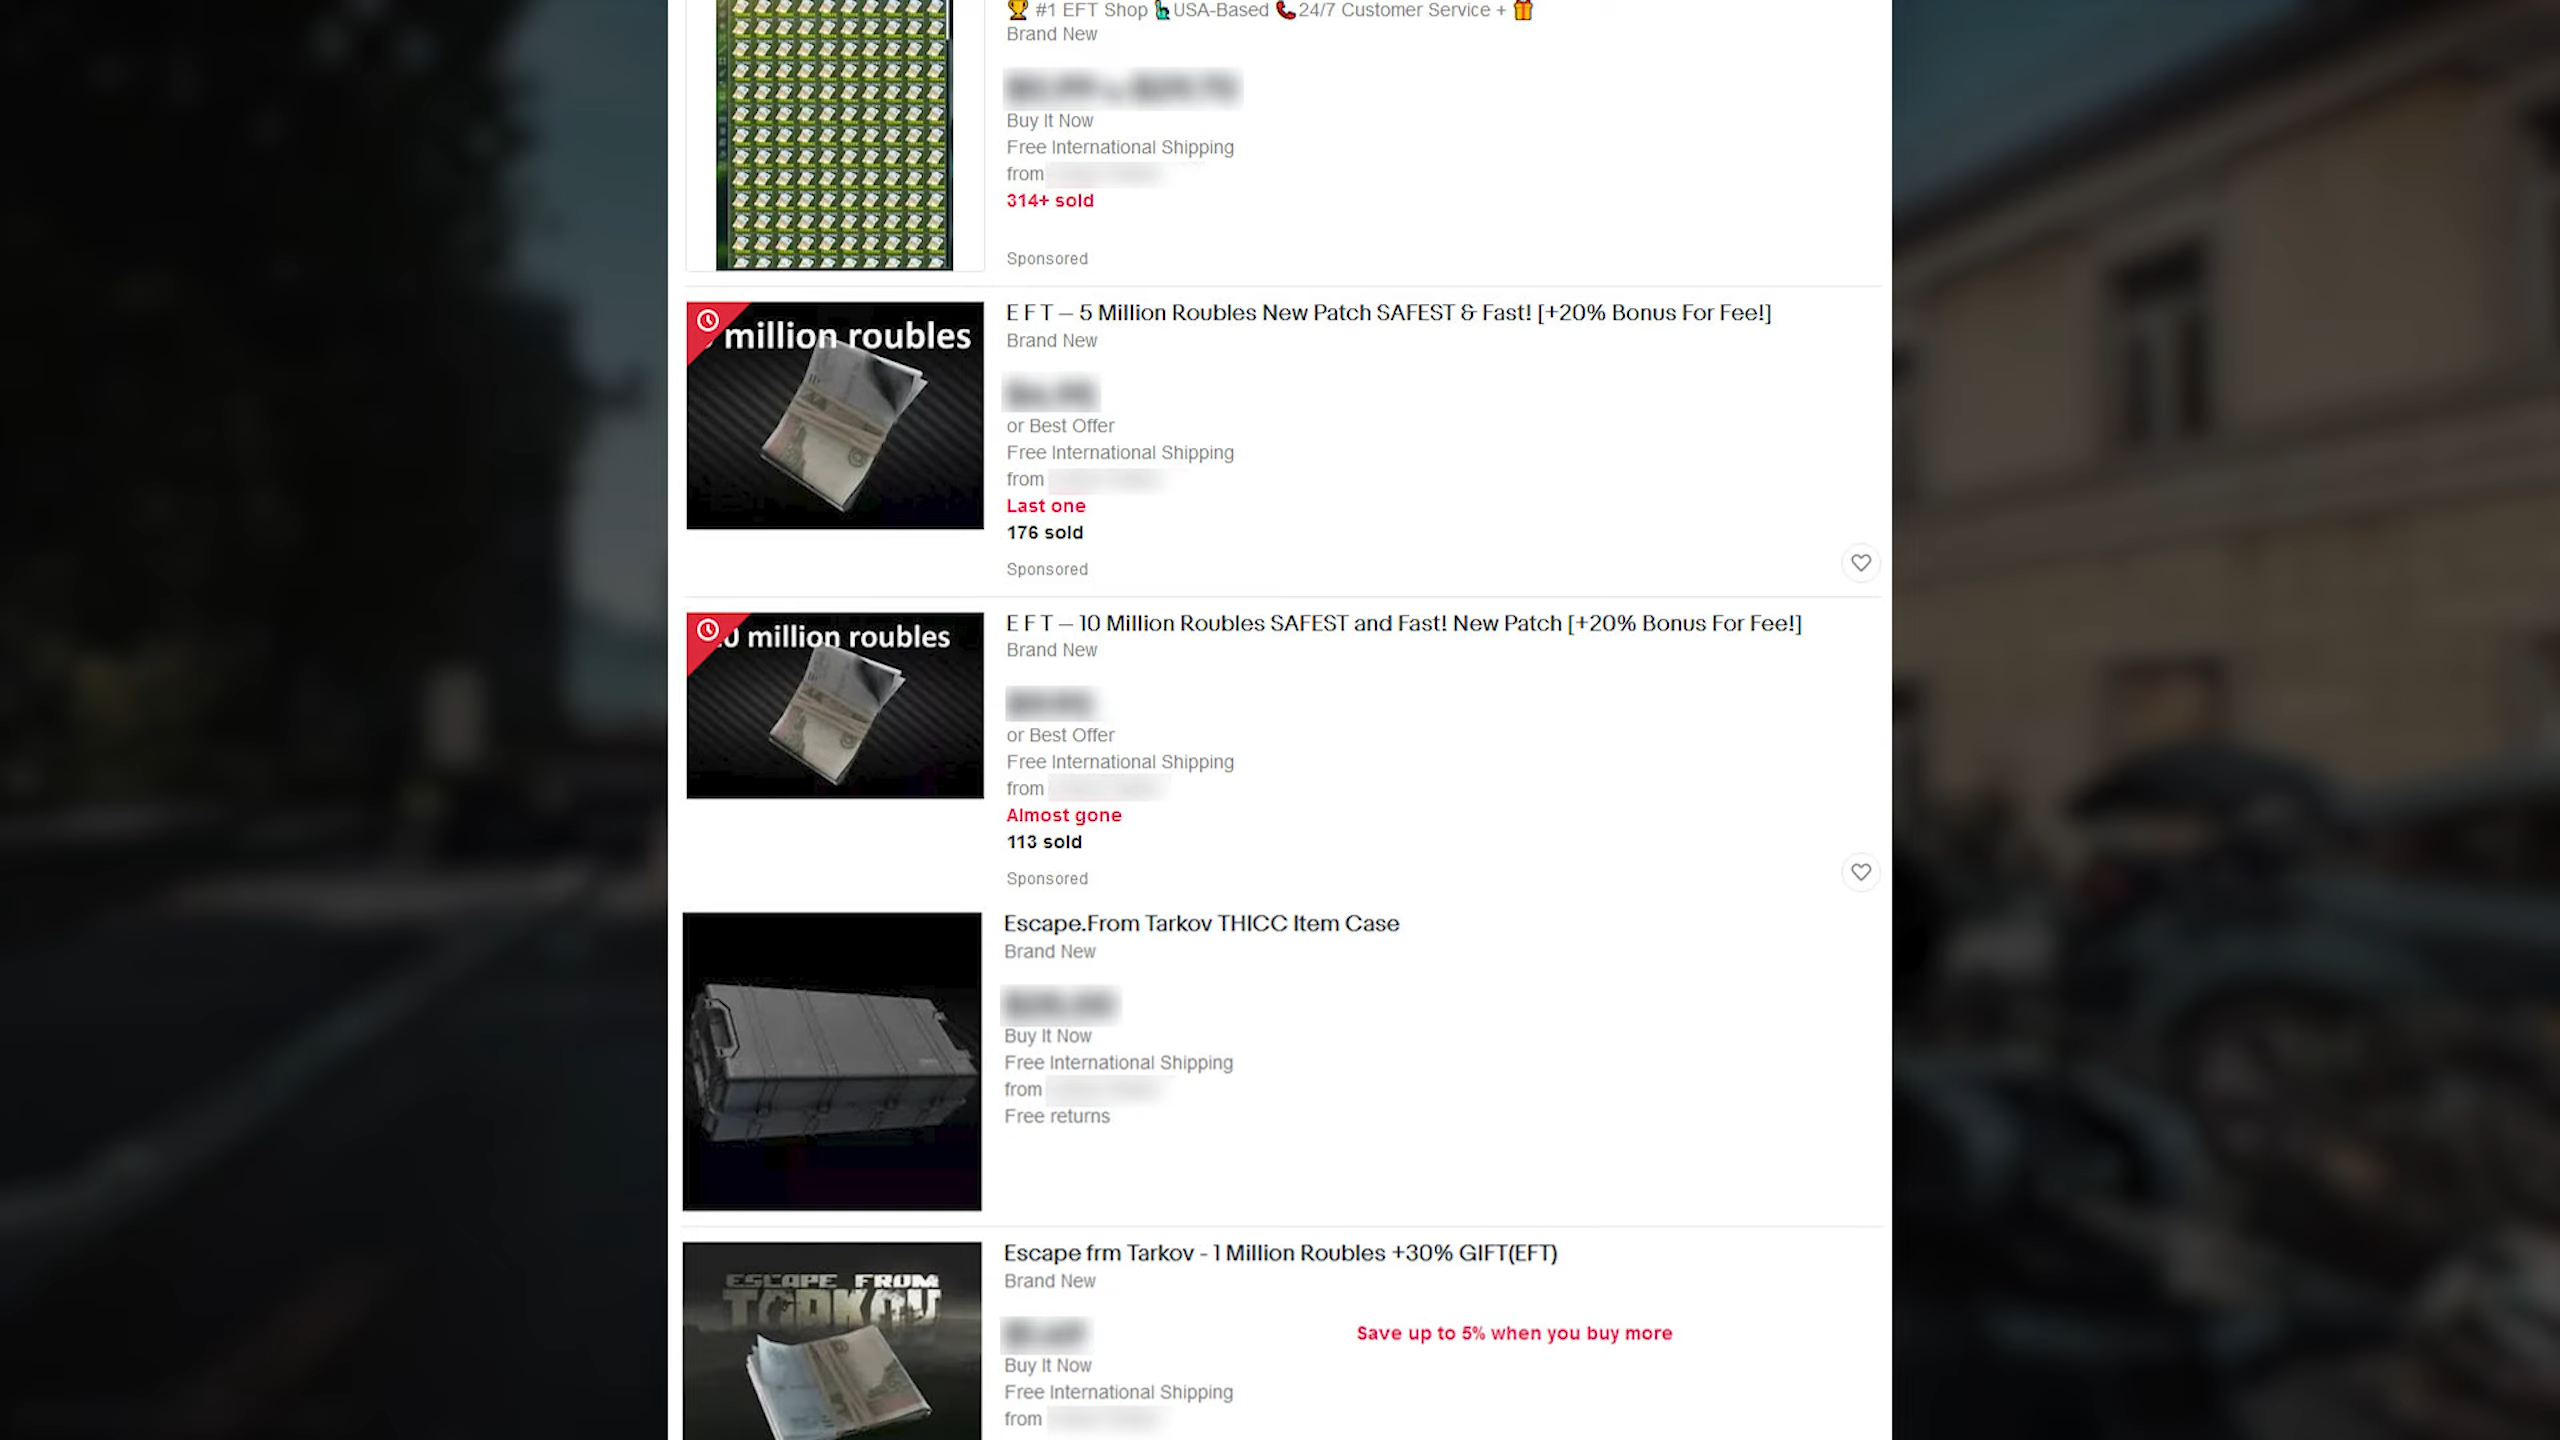 🏆 #1 EFT Shop 🗽USA-Based 📞24/7 Customer Service + 🎁
Brand New
Buy It Now
Free International Shipping
from
314+ sold
Sponsored
million roubles
E F T – 5 Million Roubles New Patch SAFEST & Fast! [+20% Bonus For Fee!]
Brand New
or Best Offer
Free International Shipping
from
Last one
176 sold
Sponsored
0 million roubles
E F T – 10 Million Roubles SAFEST and Fast! New Patch [+20% Bonus For Fee!]
Brand New
or Best Offer
Free International Shipping
from
Almost gone
113 sold
Sponsored
Escape.From Tarkov THICC Item Case
Brand New
Buy It Now
Free International Shipping
from
Free returns
ESCAPE FROM
TARKOV
Escape frm Tarkov - 1 Million Roubles +30% GIFT(EFT)
Brand New
Save up to 5% when you buy more
Buy It Now
Free International Shipping
from